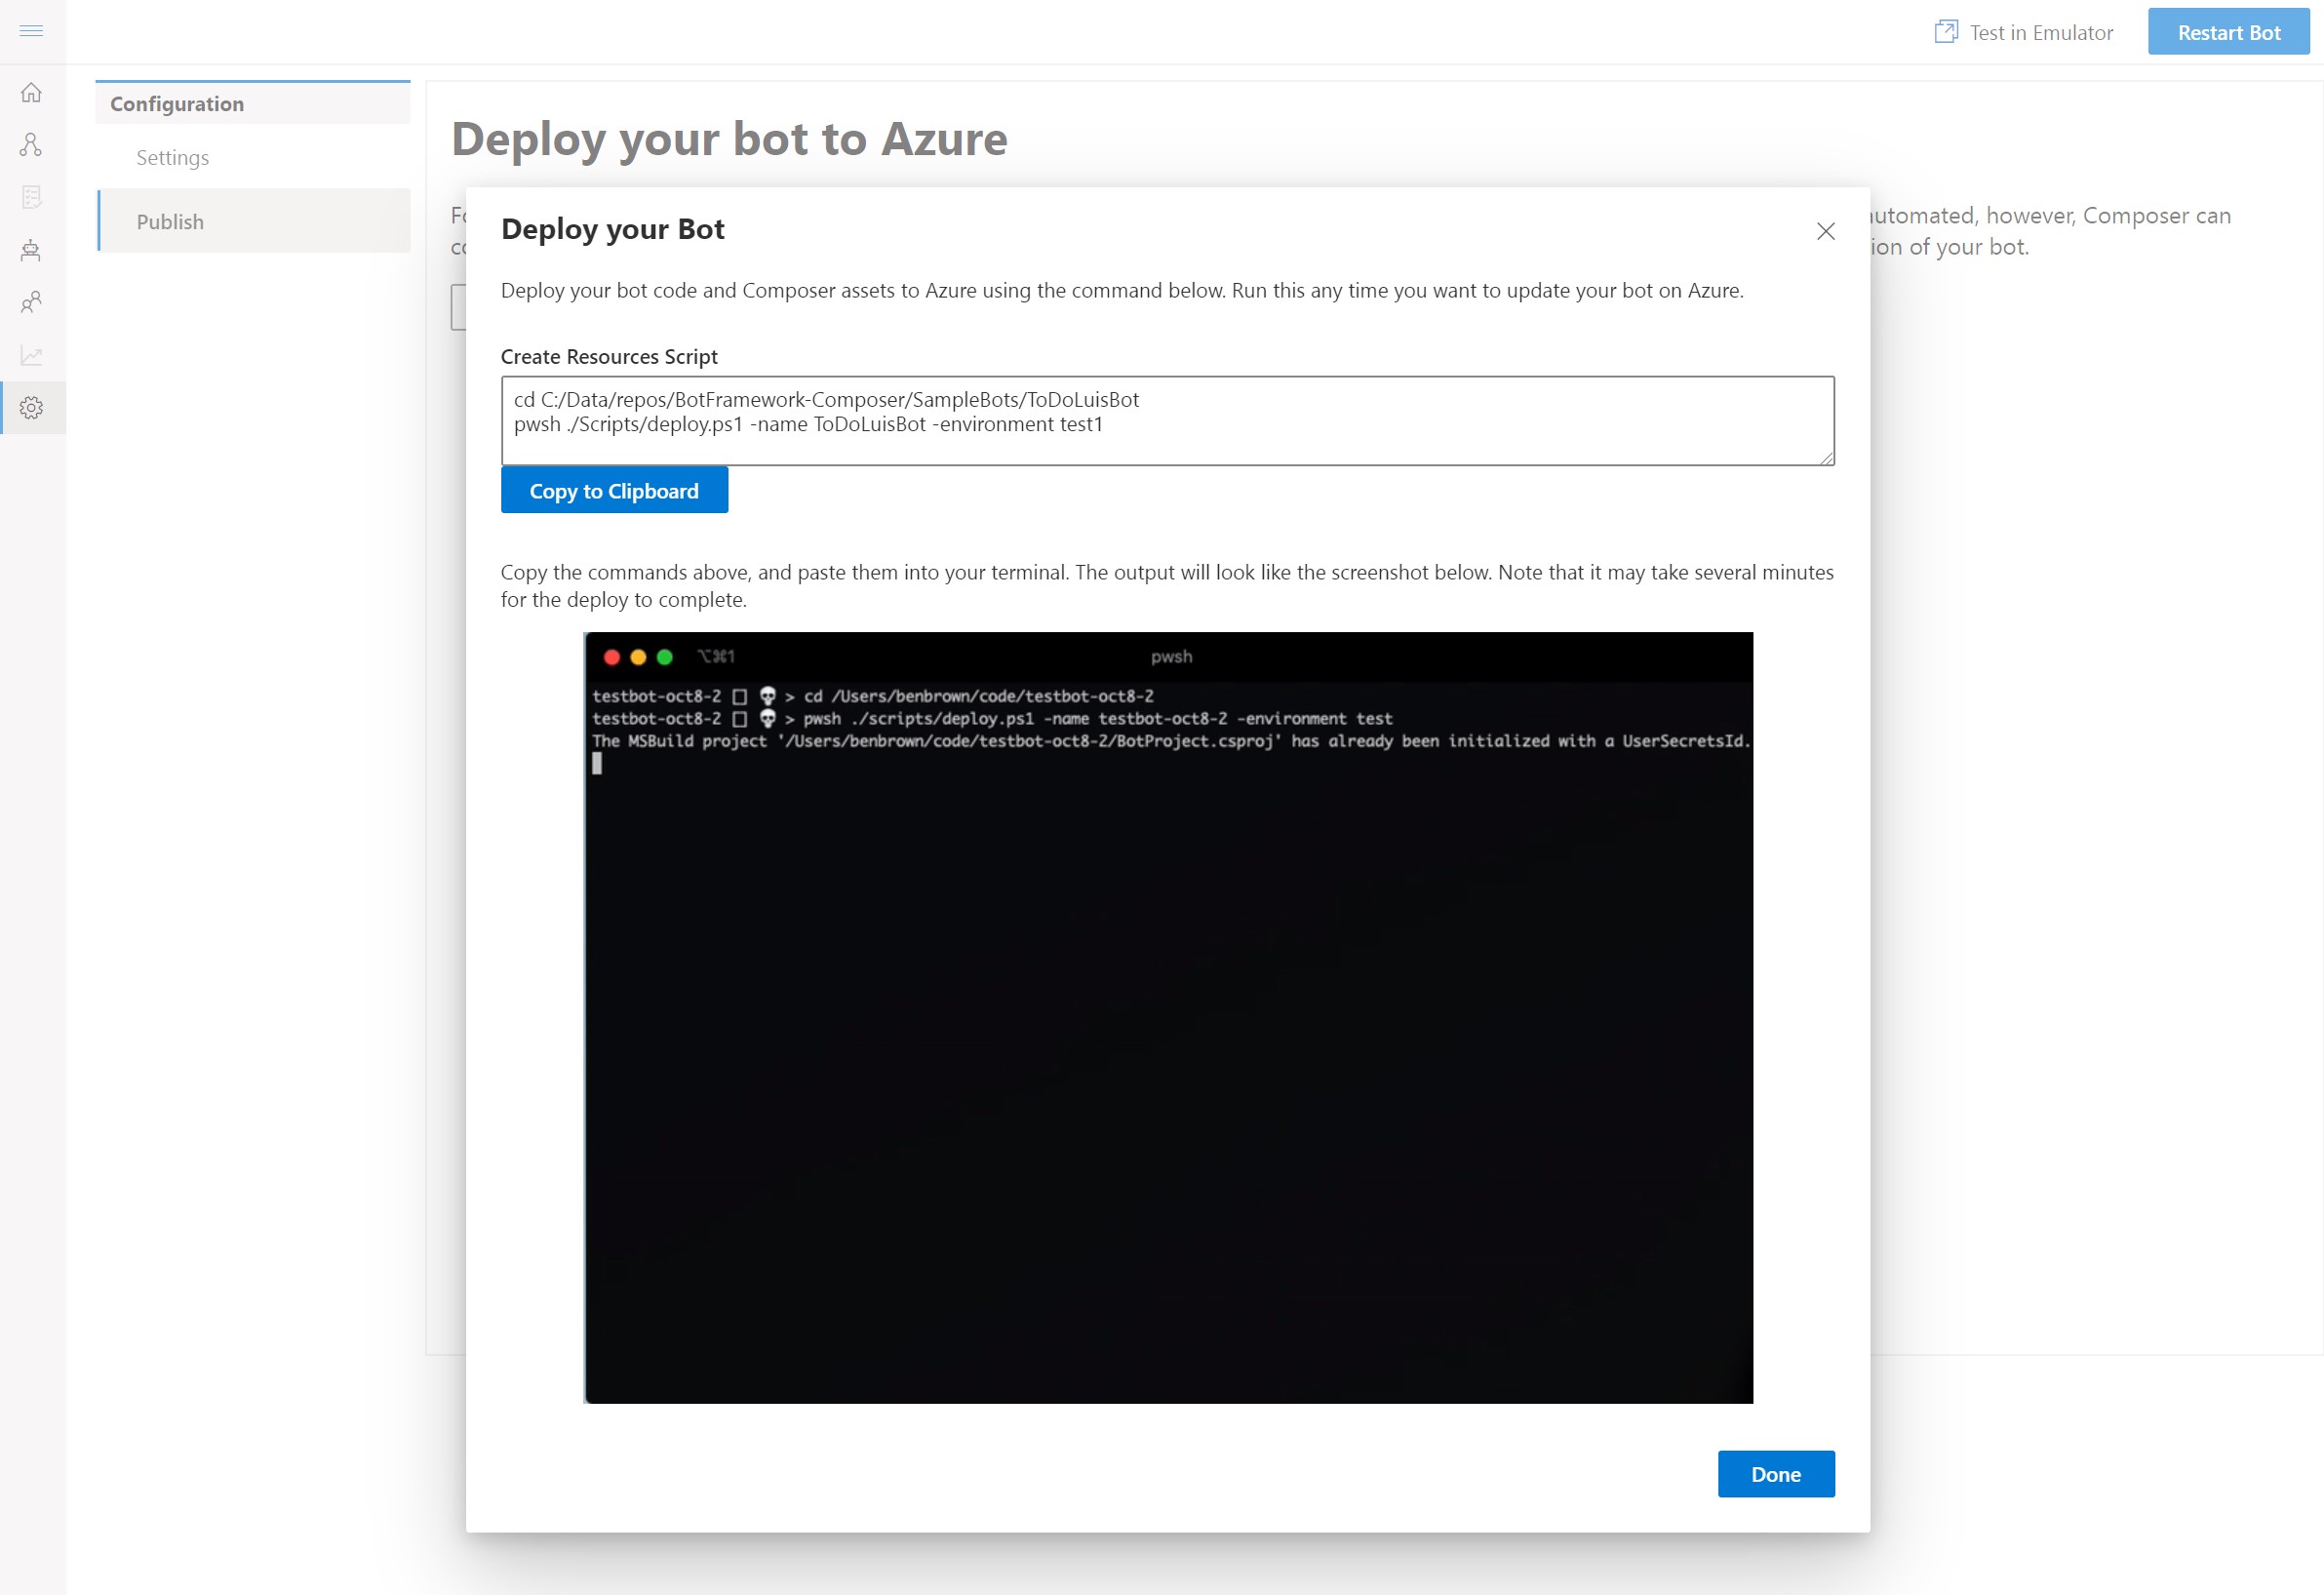 Test in Emulator
Restart Bot
Configuration
Settings
Publish
Deploy your bot to Azure
automated, however, Composer can
ion of your bot.
Deploy your Bot
Deploy your bot code and Composer assets to Azure using the command below. Run this any time you want to update your bot on Azure.
Create Resources Script
cd C:/Data/repos/BotFramework-Composer/SampleBots/ToDoLuisBot
pwsh ./Scripts/deploy.ps1 -name ToDoLuisBot -environment test1
Copy to Clipboard
Copy the commands above, and paste them into your terminal. The output will look like the screenshot below. Note that it may take several minutes
for the deploy to complete.
⌥⌘1
pwsh
testbot-oct8-2 □ 💀 > cd /Users/benbrown/code/testbot-oct8-2
testbot-oct8-2 □ 💀 > pwsh ./scripts/deploy.ps1 -name testbot-oct8-2 -environment test
The MSBuild project '/Users/benbrown/code/testbot-oct8-2/BotProject.csproj' has already been initialized with a UserSecretsId.
Done